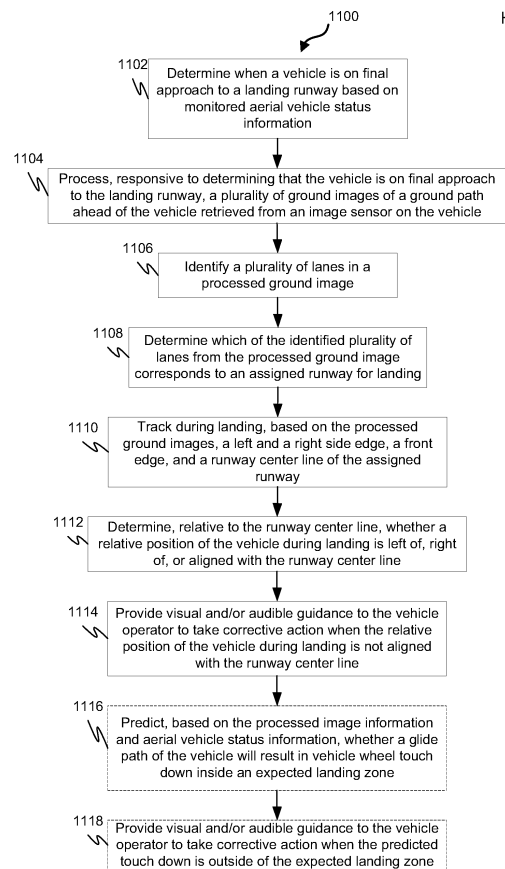 1100
1102
Determine when a vehicle is on final
approach to a landing runway based on
monitored aerial vehicle status
information
1104
Process, responsive to determining that the vehicle is on final approach
to the landing runway, a plurality of ground images of a ground path
ahead of the vehicle retrieved from an image sensor on the vehicle
1106
Identify a plurality of lanes in a
processed ground image
1108
Determine which of the identified plurality of
lanes from the processed ground image
corresponds to an assigned runway for landing
1110
Track during landing, based on the processed
ground images, a left and a right side edge, a front
edge, and a runway center line of the assigned
runway
1112
Determine, relative to the runway center line, whether a
relative position of the vehicle during landing is left of, right
of, or aligned with the runway center line
1114
Provide visual and/or audible guidance to the vehicle
operator to take corrective action when the relative
position of the vehicle during landing is not aligned
with the runway center line
1116
Predict, based on the processed image information
and aerial vehicle status information, whether a glide
path of the vehicle will result in vehicle wheel touch
down inside an expected landing zone
1118
Provide visual and/or audible guidance to the vehicle
operator to take corrective action when the predicted
touch down is outside of the expected landing zone